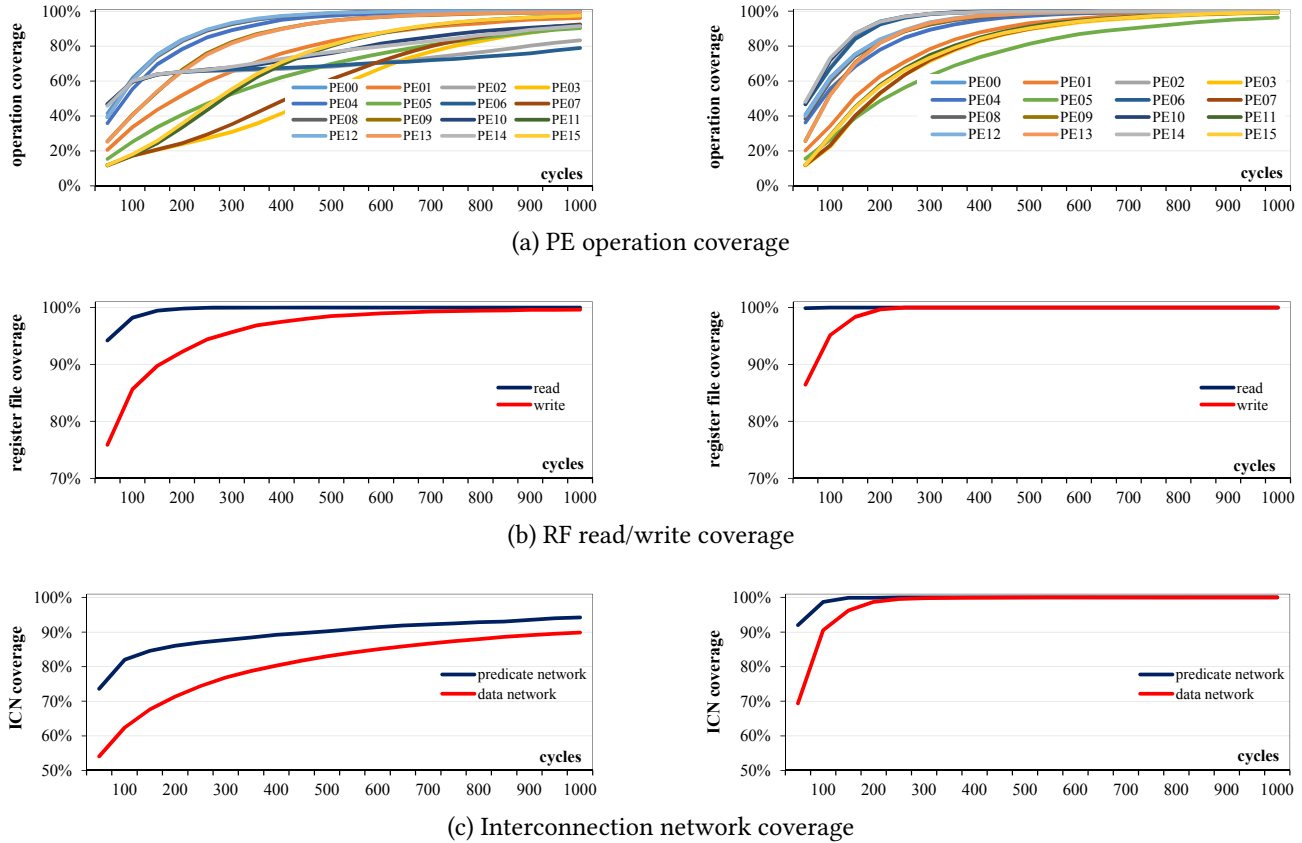 100%
80%
60%
40%
20%
0%
operation coverage
PE00 PE01 PE02 PE03
PE04 PE05 PE06 PE07
PE08 PE09 PE10 PE11
PE12 PE13 PE14 PE15
cycles
100 200 300 400 500 600 700 800 900 1000
100%
80%
60%
40%
20%
0%
operation coverage
PE00 PE01 PE02 PE03
PE04 PE05 PE06 PE07
PE08 PE09 PE10 PE11
PE12 PE13 PE14 PE15
cycles
100 200 300 400 500 600 700 800 900 1000
(a) PE operation coverage
100%
90%
80%
70%
register file coverage
read
write
cycles
100 200 300 400 500 600 700 800 900 1000
100%
90%
80%
70%
register file coverage
read
write
cycles
100 200 300 400 500 600 700 800 900 1000
(b) RF read/write coverage
100%
90%
80%
70%
60%
50%
ICN coverage
predicate network
data network
cycles
100 200 300 400 500 600 700 800 900 1000
100%
90%
80%
70%
60%
50%
ICN coverage
predicate network
data network
cycles
100 200 300 400 500 600 700 800 900 1000
(c) Interconnection network coverage